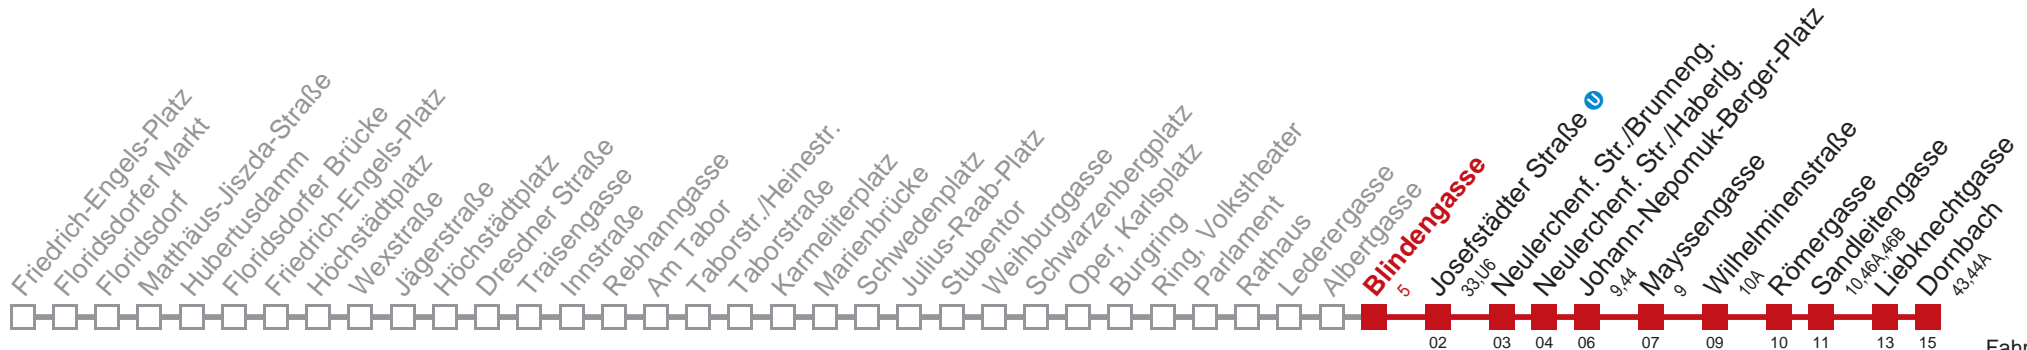 Friedrich-Engels-Platz
Floridsdorfer Markt
Floridsdorf
Matthäus-Jiszda-Straße
Hubertusdamm
Floridsdorfer Brücke
Friedrich-Engels-Platz
Höchstädtplatz
Wexstraße
Jägerstraße
Höchstädtplatz
Dresdner Straße
Traisengasse
Innstraße
Rebhanngasse
Am Tabor
Taborstr./Heinestr.
Taborstraße
Karmeliterplatz
Marienbrücke
Schwedenplatz
Julius-Raab-Platz
Stubentor
Weihburggasse
Schwarzenbergplatz
Oper, Karlsplatz
Burgring
Ring, Volkstheater
Parlament
Rathaus
Lederergasse
Albertgasse
Blindengasse
5
Josefstädter Straße U
33,U6
Neulerchenf. Str./Brunneng.
Neulerchenf. Str./Haberlg.
Johann-Nepomuk-Berger-Platz
9,44
Mayssengasse
9
Wilhelminenstraße
10A
Römergasse
Sandleitengasse
10,46A,46B
Liebknechtgasse
Dornbach
43,44A
02 03 04 06 07 09 10 11 13 15
Fahr